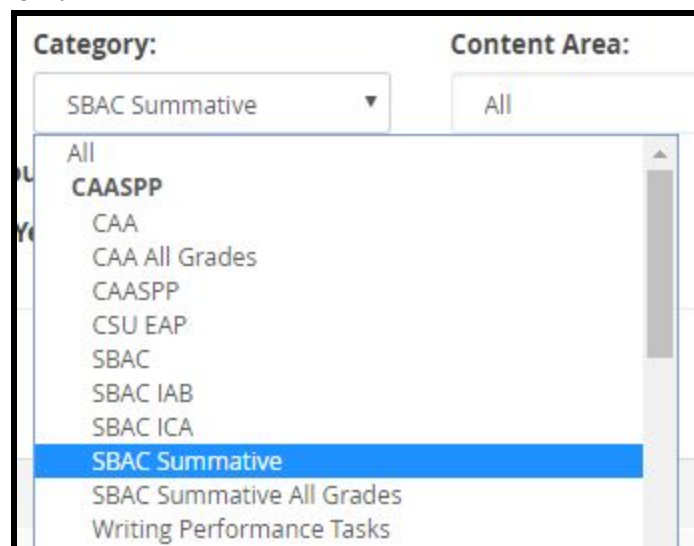 Category: Content Area:
SBAC Summative All
All
CAASPP
CAA
CAA All Grades
CAASPP
CSU EAP
SBAC
SBAC IAB
SBAC ICA
SBAC Summative
SBAC Summative All Grades
Writing Performance Tasks